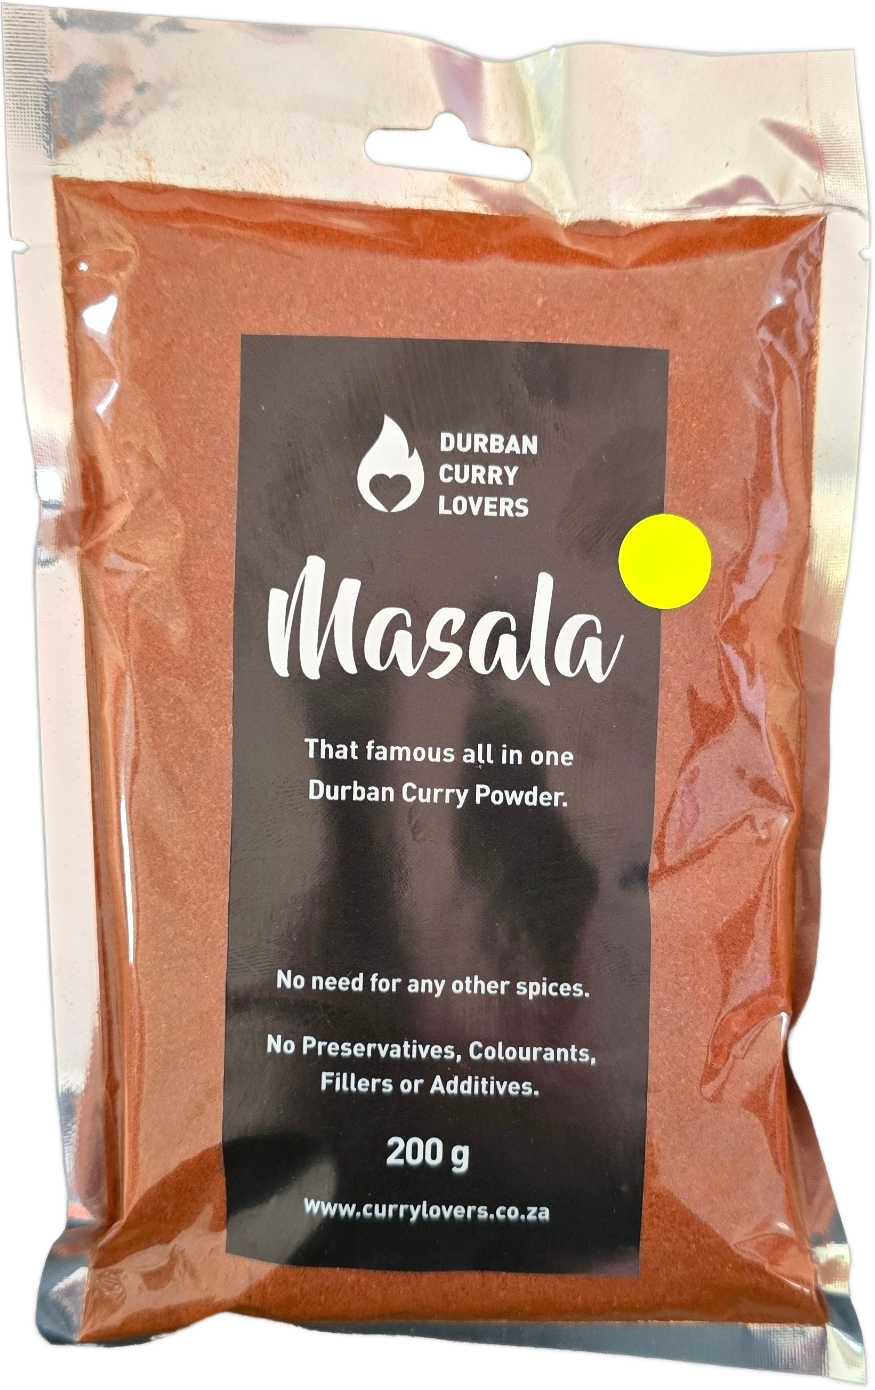 DURBAN
CURRY
LOVERS
Masala
That famous all in one
Durban Curry Powder.
No need for any other spices.
No Preservatives, Colourants,
Fillers or Additives.
200 g
www.currylovers.co.za